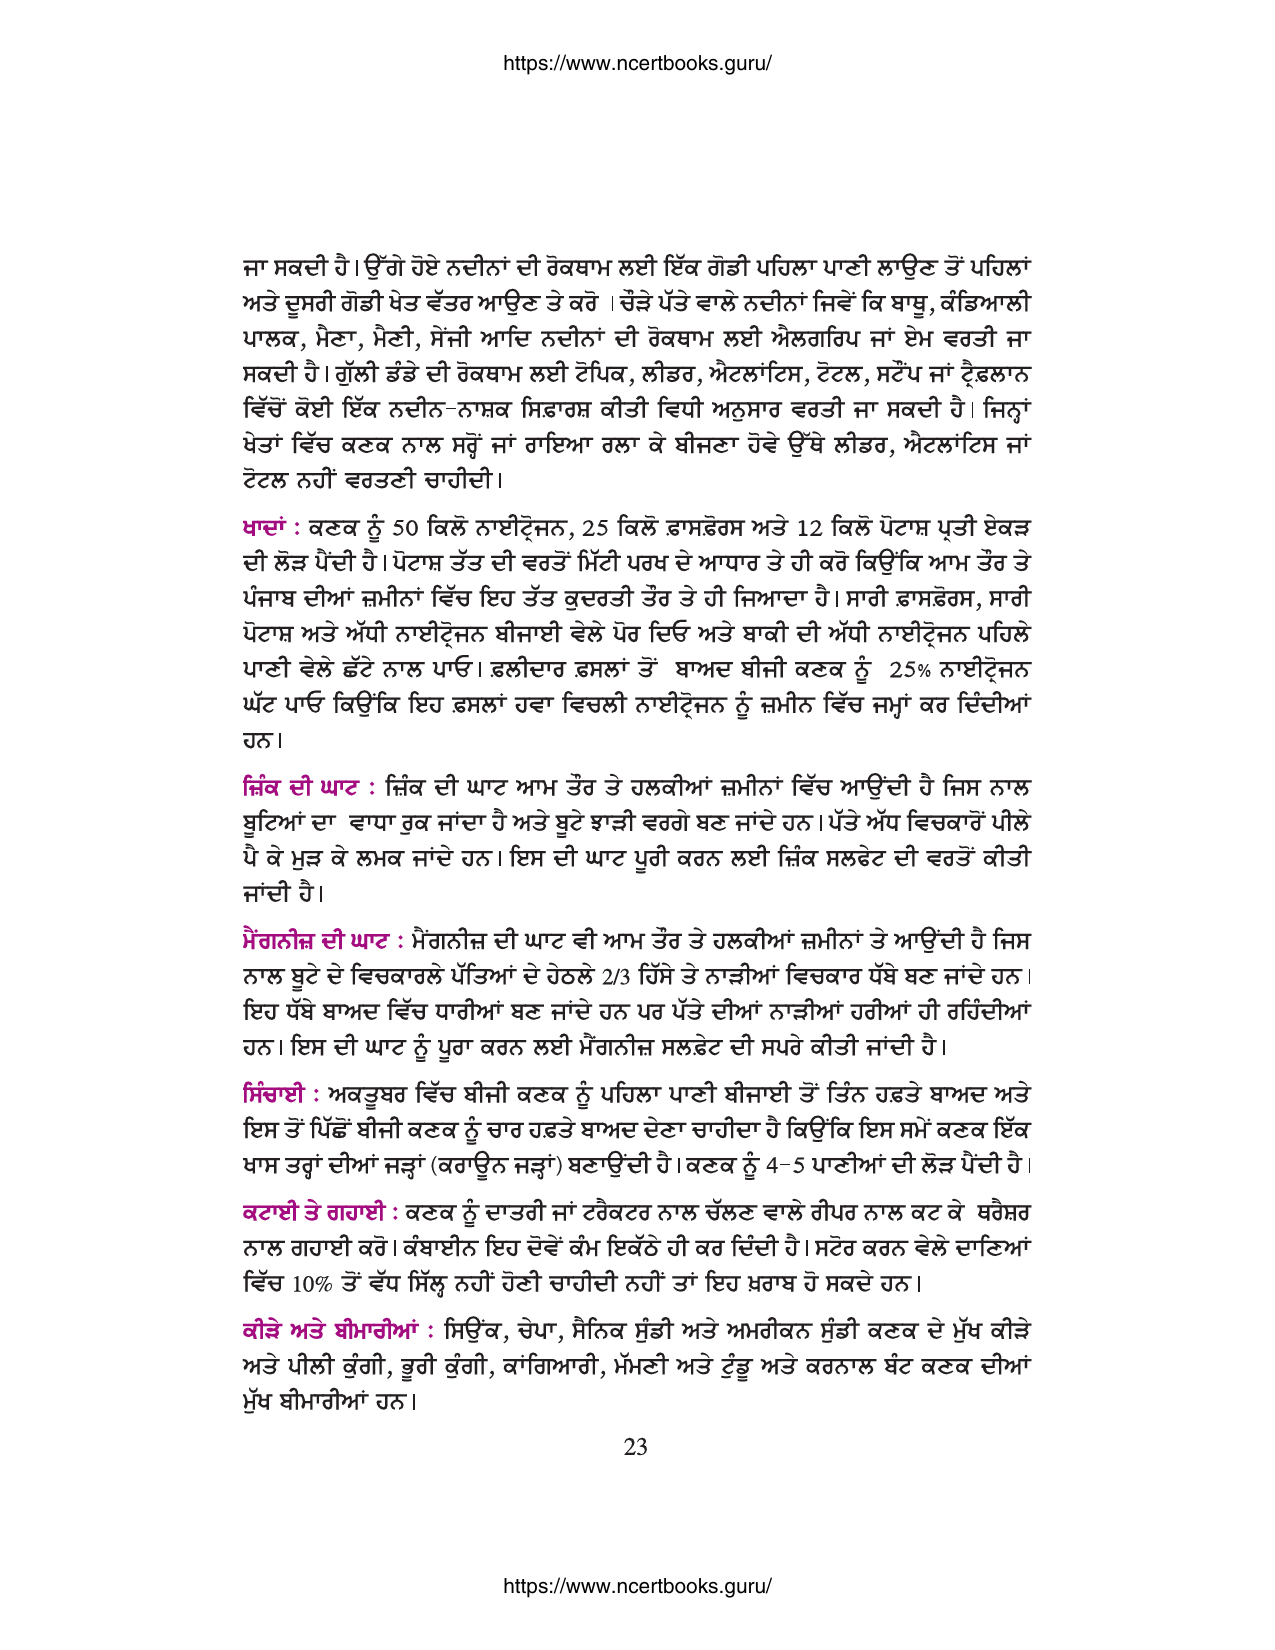 https://www.ncertbooks.guru/
ਜਾ ਸਕਦੀ ਹੈ। ਉੱਗੇ ਹੋਏ ਨਦੀਨਾਂ ਦੀ ਰੋਕਥਾਮ ਲਈ ਇੱਕ ਗੋਡੀ ਪਹਿਲਾ ਪਾਣੀ ਲਾਉਣ ਤੋਂ ਪਹਿਲਾਂ
ਅਤੇ ਦੂਸਰੀ ਗੋਡੀ ਖੇਤ ਵੱਤਰ ਆਉਣ ਤੇ ਕਰੋ । ਚੌੜੇ ਪੱਤੇ ਵਾਲੇ ਨਦੀਨਾਂ ਜਿਵੇਂ ਕਿ ਬਾਥੂ, ਕੰਡਿਆਲੀ
ਪਾਲਕ, ਮੈਣਾ, ਮੈਣੀ, ਸੇਂਜੀ ਆਦਿ ਨਦੀਨਾਂ ਦੀ ਰੋਕਥਾਮ ਲਈ ਐਲਗਰਿਪ ਜਾਂ ਏਮ ਵਰਤੀ ਜਾ
ਸਕਦੀ ਹੈ। ਗੁੱਲੀ ਡੰਡੇ ਦੀ ਰੋਕਥਾਮ ਲਈ ਟੋਪਿਕ, ਲੀਡਰ, ਐਟਲਾਂਟਿਸ, ਟੋਟਲ, ਸਟੌਂਪ ਜਾਂ ਟ੍ਰੈਫ਼ਲਾਨ
ਵਿੱਚੋਂ ਕੋਈ ਇੱਕ ਨਦੀਨ-ਨਾਸ਼ਕ ਸਿਫ਼ਾਰਸ਼ ਕੀਤੀ ਵਿਧੀ ਅਨੁਸਾਰ ਵਰਤੀ ਜਾ ਸਕਦੀ ਹੈ। ਜਿਨ੍ਹਾਂ
ਖੇਤਾਂ ਵਿੱਚ ਕਣਕ ਨਾਲ ਸਰ੍ਹੋਂ ਜਾਂ ਰਾਇਆ ਰਲਾ ਕੇ ਬੀਜਣਾ ਹੋਵੇ ਉੱਥੇ ਲੀਡਰ, ਐਟਲਾਂਟਿਸ ਜਾਂ
ਟੋਟਲ ਨਹੀਂ ਵਰਤਣੀ ਚਾਹੀਦੀ।
ਖਾਦਾਂ : ਕਣਕ ਨੂੰ 50 ਕਿਲੋ ਨਾਈਟ੍ਰੋਜਨ, 25 ਕਿਲੋ ਫ਼ਾਸਫ਼ੋਰਸ ਅਤੇ 12 ਕਿਲੋ ਪੋਟਾਸ਼ ਪ੍ਰਤੀ ਏਕੜ
ਦੀ ਲੋੜ ਪੈਂਦੀ ਹੈ। ਪੋਟਾਸ਼ ਤੱਤ ਦੀ ਵਰਤੋਂ ਮਿੱਟੀ ਪਰਖ ਦੇ ਆਧਾਰ ਤੇ ਹੀ ਕਰੋ ਕਿਉਂਕਿ ਆਮ ਤੌਰ ਤੇ
ਪੰਜਾਬ ਦੀਆਂ ਜ਼ਮੀਨਾਂ ਵਿੱਚ ਇਹ ਤੱਤ ਕੁਦਰਤੀ ਤੌਰ ਤੇ ਹੀ ਜਿਆਦਾ ਹੈ। ਸਾਰੀ ਫ਼ਾਸਫ਼ੋਰਸ, ਸਾਰੀ
ਪੋਟਾਸ਼ ਅਤੇ ਅੱਧੀ ਨਾਈਟ੍ਰੋਜਨ ਬੀਜਾਈ ਵੇਲੇ ਪੋਰ ਦਿਓ ਅਤੇ ਬਾਕੀ ਦੀ ਅੱਧੀ ਨਾਈਟ੍ਰੋਜਨ ਪਹਿਲੇ
ਪਾਣੀ ਵੇਲੇ ਛੱਟੇ ਨਾਲ ਪਾਓ। ਫ਼ਲੀਦਾਰ ਫ਼ਸਲਾਂ ਤੋਂ ਬਾਅਦ ਬੀਜੀ ਕਣਕ ਨੂੰ 25% ਨਾਈਟ੍ਰੋਜਨ
ਘੱਟ ਪਾਓ ਕਿਉਂਕਿ ਇਹ ਫ਼ਸਲਾਂ ਹਵਾ ਵਿਚਲੀ ਨਾਈਟ੍ਰੋਜਨ ਨੂੰ ਜ਼ਮੀਨ ਵਿੱਚ ਜਮ੍ਹਾਂ ਕਰ ਦਿੰਦੀਆਂ
ਹਨ।
ਜ਼ਿੰਕ ਦੀ ਘਾਟ : ਜ਼ਿੰਕ ਦੀ ਘਾਟ ਆਮ ਤੌਰ ਤੇ ਹਲਕੀਆਂ ਜ਼ਮੀਨਾਂ ਵਿੱਚ ਆਉਂਦੀ ਹੈ ਜਿਸ ਨਾਲ
ਬੂਟਿਆਂ ਦਾ ਵਾਧਾ ਰੁਕ ਜਾਂਦਾ ਹੈ ਅਤੇ ਬੂਟੇ ਝਾੜੀ ਵਰਗੇ ਬਣ ਜਾਂਦੇ ਹਨ। ਪੱਤੇ ਅੱਧ ਵਿਚਕਾਰੋਂ ਪੀਲੇ
ਪੈ ਕੇ ਮੁੜ ਕੇ ਲਮਕ ਜਾਂਦੇ ਹਨ। ਇਸ ਦੀ ਘਾਟ ਪੂਰੀ ਕਰਨ ਲਈ ਜ਼ਿੰਕ ਸਲਫੇਟ ਦੀ ਵਰਤੋਂ ਕੀਤੀ
ਜਾਂਦੀ ਹੈ।
ਮੈਂਗਨੀਜ਼ ਦੀ ਘਾਟ : ਮੈਂਗਨੀਜ਼ ਦੀ ਘਾਟ ਵੀ ਆਮ ਤੌਰ ਤੇ ਹਲਕੀਆਂ ਜ਼ਮੀਨਾਂ ਤੇ ਆਉਂਦੀ ਹੈ ਜਿਸ
ਨਾਲ ਬੂਟੇ ਦੇ ਵਿਚਕਾਰਲੇ ਪੱਤਿਆਂ ਦੇ ਹੇਠਲੇ 2/3 ਹਿੱਸੇ ਤੇ ਨਾੜੀਆਂ ਵਿਚਕਾਰ ਧੱਬੇ ਬਣ ਜਾਂਦੇ ਹਨ।
ਇਹ ਧੱਬੇ ਬਾਅਦ ਵਿੱਚ ਧਾਰੀਆਂ ਬਣ ਜਾਂਦੇ ਹਨ ਪਰ ਪੱਤੇ ਦੀਆਂ ਨਾੜੀਆਂ ਹਰੀਆਂ ਹੀ ਰਹਿੰਦੀਆਂ
ਹਨ। ਇਸ ਦੀ ਘਾਟ ਨੂੰ ਪੂਰਾ ਕਰਨ ਲਈ ਮੈਂਗਨੀਜ਼ ਸਲਫ਼ੇਟ ਦੀ ਸਪਰੇ ਕੀਤੀ ਜਾਂਦੀ ਹੈ।
ਸਿੰਚਾਈ : ਅਕਤੂਬਰ ਵਿੱਚ ਬੀਜੀ ਕਣਕ ਨੂੰ ਪਹਿਲਾ ਪਾਣੀ ਬੀਜਾਈ ਤੋਂ ਤਿੰਨ ਹਫ਼ਤੇ ਬਾਅਦ ਅਤੇ
ਇਸ ਤੋਂ ਪਿੱਛੋਂ ਬੀਜੀ ਕਣਕ ਨੂੰ ਚਾਰ ਹਫ਼ਤੇ ਬਾਅਦ ਦੇਣਾ ਚਾਹੀਦਾ ਹੈ ਕਿਉਂਕਿ ਇਸ ਸਮੇਂ ਕਣਕ ਇੱਕ
ਖਾਸ ਤਰ੍ਹਾਂ ਦੀਆਂ ਜੜ੍ਹਾਂ (ਕਰਾਊਨ ਜੜ੍ਹਾਂ) ਬਣਾਉਂਦੀ ਹੈ। ਕਣਕ ਨੂੰ 4-5 ਪਾਣੀਆਂ ਦੀ ਲੋੜ ਪੈਂਦੀ ਹੈ।
ਕਟਾਈ ਤੇ ਗਹਾਈ : ਕਣਕ ਨੂੰ ਦਾਤਰੀ ਜਾਂ ਟਰੈਕਟਰ ਨਾਲ ਚੱਲਣ ਵਾਲੇ ਰੀਪਰ ਨਾਲ ਕਟ ਕੇ ਥਰੈਸ਼ਰ
ਨਾਲ ਗਹਾਈ ਕਰੋ। ਕੰਬਾਈਨ ਇਹ ਦੋਵੇਂ ਕੰਮ ਇਕੱਠੇ ਹੀ ਕਰ ਦਿੰਦੀ ਹੈ। ਸਟੋਰ ਕਰਨ ਵੇਲੇ ਦਾਣਿਆਂ
ਵਿੱਚ 10% ਤੋਂ ਵੱਧ ਸਿੱਲ੍ਹ ਨਹੀਂ ਹੋਣੀ ਚਾਹੀਦੀ ਨਹੀਂ ਤਾਂ ਇਹ ਖ਼ਰਾਬ ਹੋ ਸਕਦੇ ਹਨ।
ਕੀੜੇ ਅਤੇ ਬੀਮਾਰੀਆਂ : ਸਿਉਂਕ, ਚੇਪਾ, ਸੈਨਿਕ ਸੁੰਡੀ ਅਤੇ ਅਮਰੀਕਨ ਸੁੰਡੀ ਕਣਕ ਦੇ ਮੁੱਖ ਕੀੜੇ
ਅਤੇ ਪੀਲੀ ਕੁੰਗੀ, ਭੂਰੀ ਕੁੰਗੀ, ਕਾਂਗਿਆਰੀ, ਮੱਮਣੀ ਅਤੇ ਟੁੰਡੂ ਅਤੇ ਕਰਨਾਲ ਬੰਟ ਕਣਕ ਦੀਆਂ
ਮੁੱਖ ਬੀਮਾਰੀਆਂ ਹਨ।
23
https://www.ncertbooks.guru/